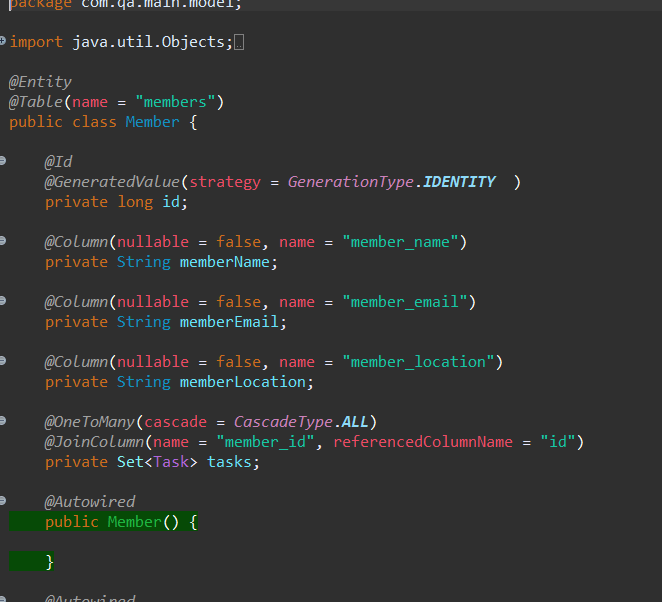 package com.qa.main.model;
import java.util.Objects;
@Entity
@Table(name = "members")
public class Member {
@Id
@GeneratedValue(strategy = GenerationType.IDENTITY  )
private long id;
@Column(nullable = false, name = "member_name")
private String memberName;
@Column(nullable = false, name = "member_email")
private String memberEmail;
@Column(nullable = false, name = "member_location")
private String memberLocation;
@OneToMany(cascade = CascadeType.ALL)
@JoinColumn(name = "member_id", referencedColumnName = "id")
private Set<Task> tasks;
@Autowired
public Member() {
}
@Autowired